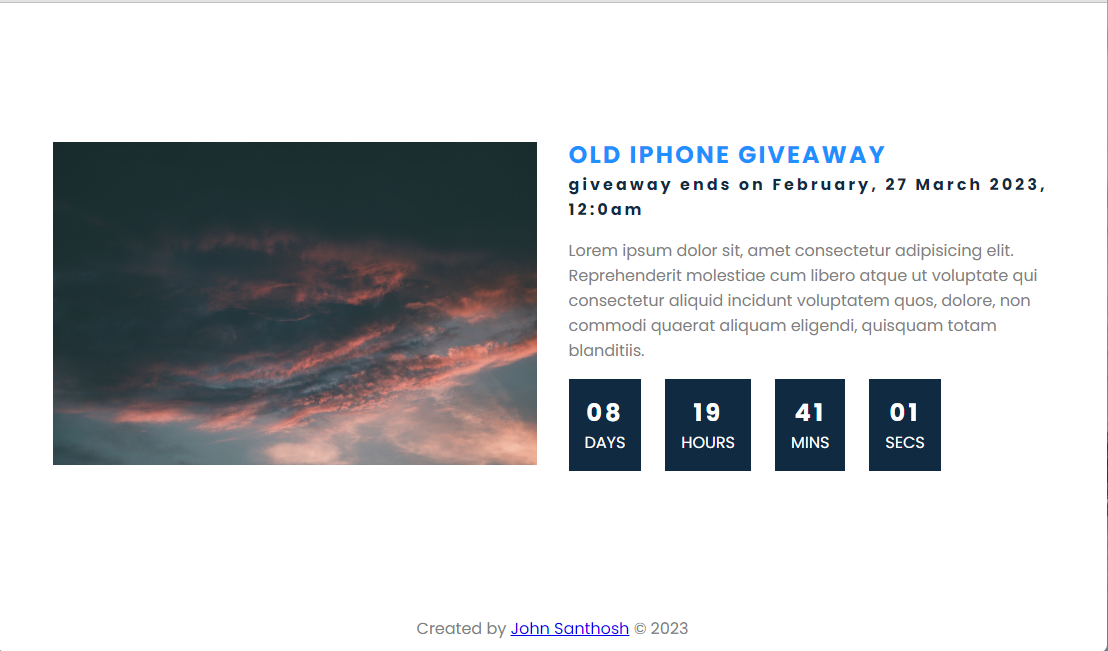 OLD IPHONE GIVEAWAY
giveaway ends on February, 27 March 2023,
12:0am
Lorem ipsum dolor sit, amet consectetur adipisicing elit.
Reprehenderit molestiae cum libero atque ut voluptate qui
consectetur aliquid incidunt voluptatem quos, dolore, non
commodi quaerat aliquam eligendi, quisquam totam
blanditiis.
08 19 41 01
DAYS HOURS MINS SECS
Created by John Santhosh © 2023